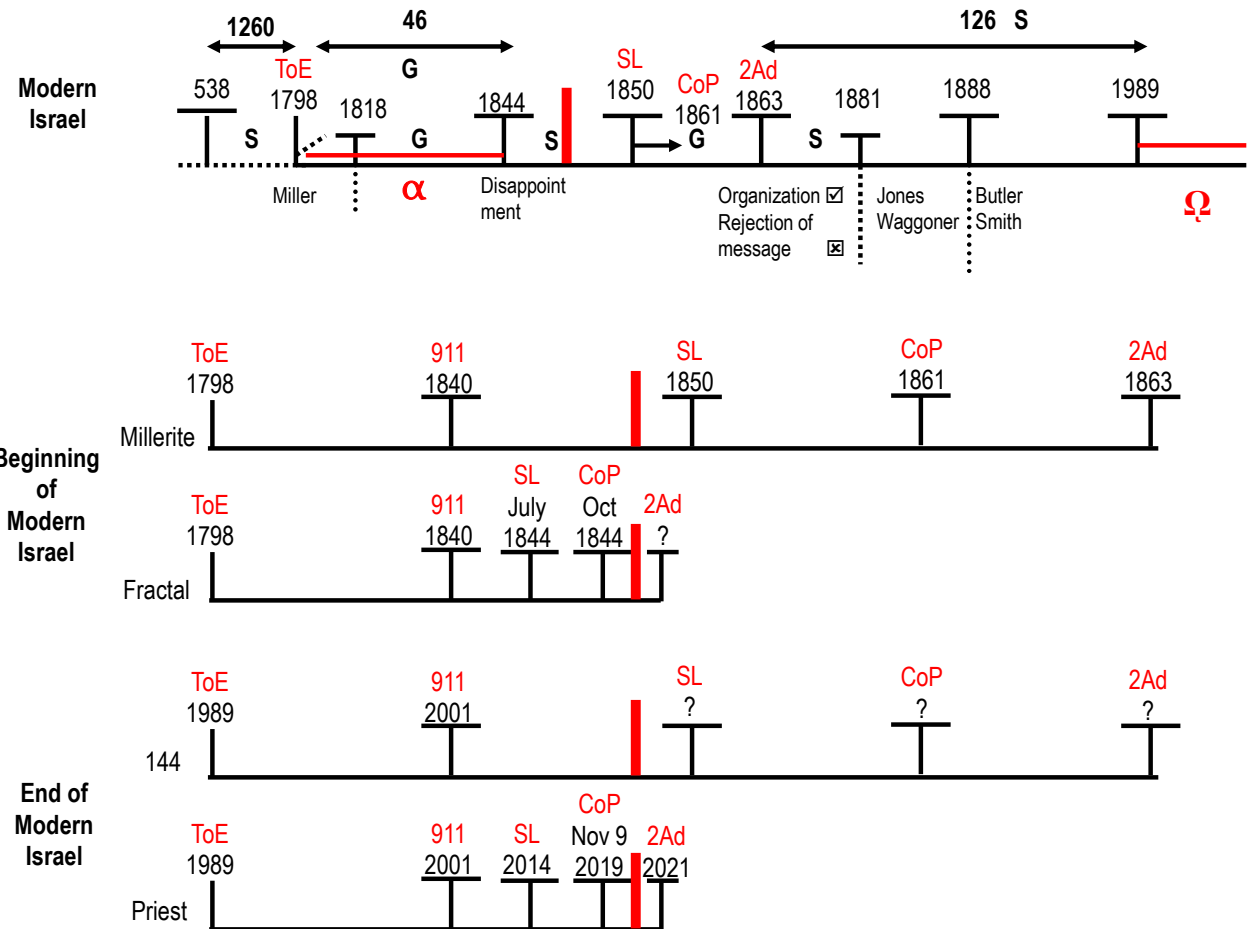 1260
46
126 S
Modern
Israel
538
ToE
1798
1818
G
1844
SL
1850
CoP
1861
2Ad
1863
1881
1888
1989
S
G
S
G
S
Miller
α
Disappoint
ment
Organization ☑
Rejection of
message ☒
Jones
Waggoner
Butler
Smith
Ω
Beginning
of
Modern
Israel
ToE
1798
911
1840
SL
1850
CoP
1861
2Ad
1863
Millerite
ToE
1798
911
1840
SL
July
1844
CoP
Oct
1844
2Ad
?
Fractal
End of
Modern
Israel
ToE
1989
911
2001
SL
?
CoP
?
2Ad
?
144
ToE
1989
911
2001
SL
2014
CoP
Nov 9
2019
2Ad
2021
Priest